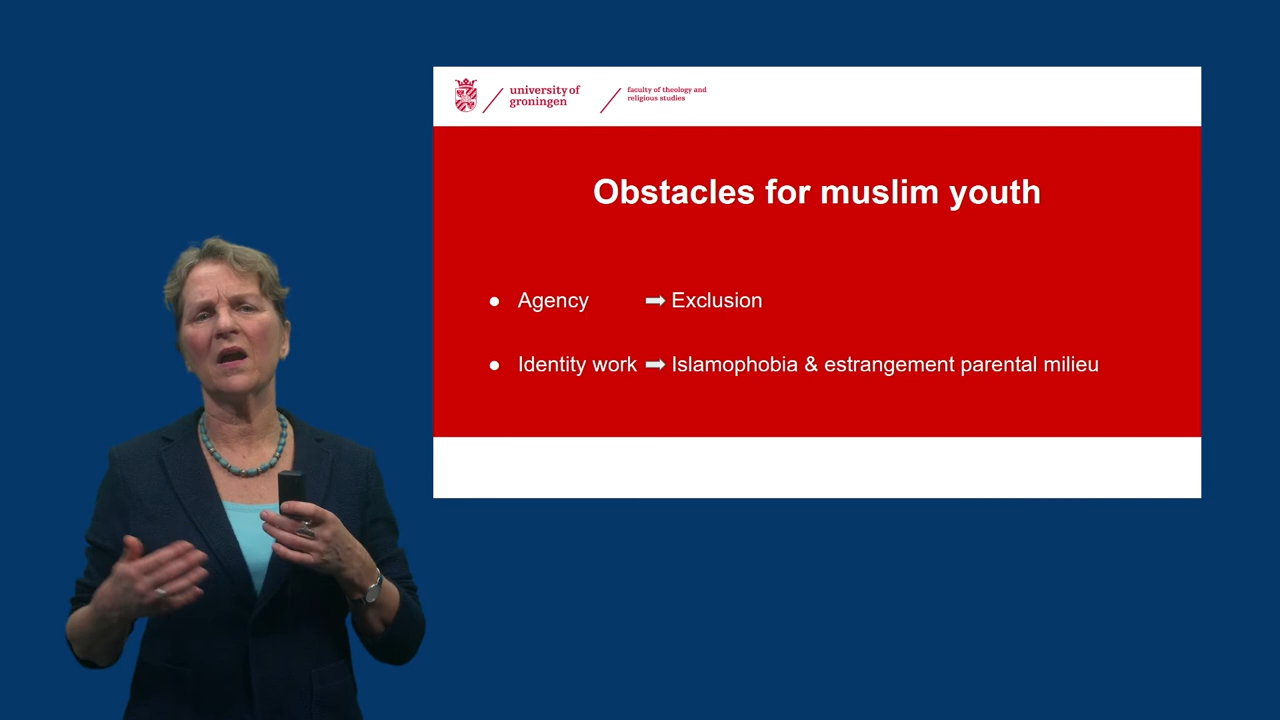 university of
groningen
faculty of theology and
religious studies
Obstacles for muslim youth
● Agency ➡ Exclusion
● Identity work ➡ Islamophobia & estrangement parental milieu